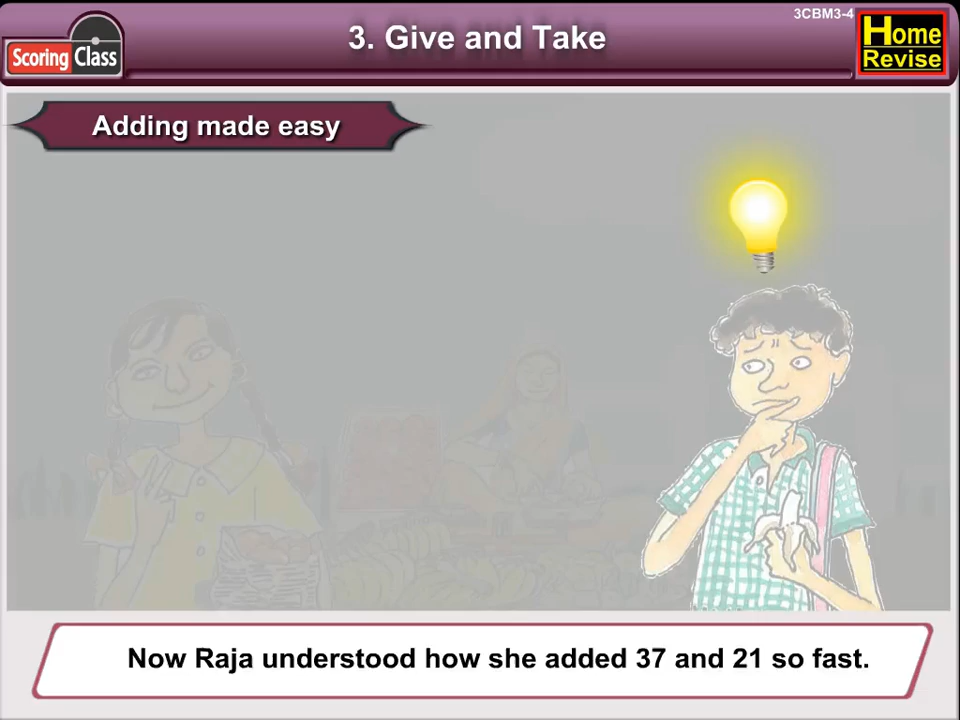 3CBM3-4
3. Give and Take
Scoring Class
Home
Revise
Adding made easy
Now Raja understood how she added 37 and 21 so fast.